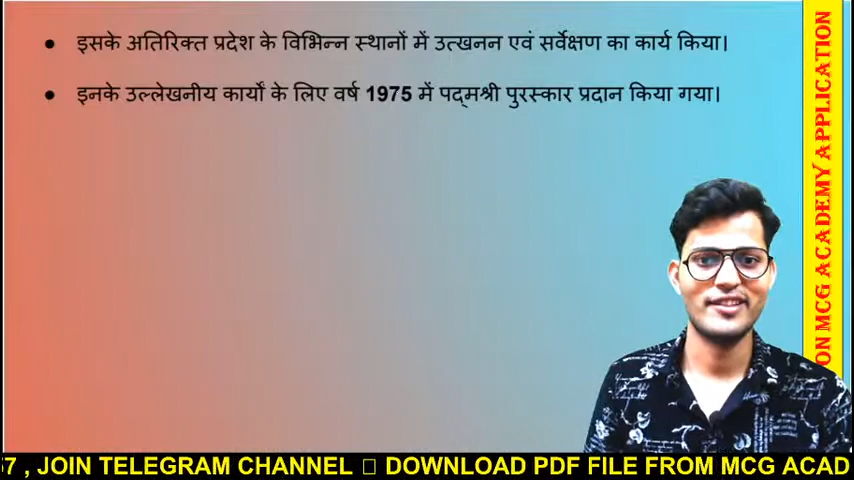 इसके अतिरिक्त प्रदेश के विभिन्न स्थानों में उत्खनन एवं सर्वेक्षण का कार्य किया।
इनके उल्लेखनीय कार्यों के लिए वर्ष 1975 में पद्मश्री पुरस्कार प्रदान किया गया।
ON MCG ACADEMY APPLICATION
57 , JOIN TELEGRAM CHANNEL DOWNLOAD PDF FILE FROM MCG ACAD